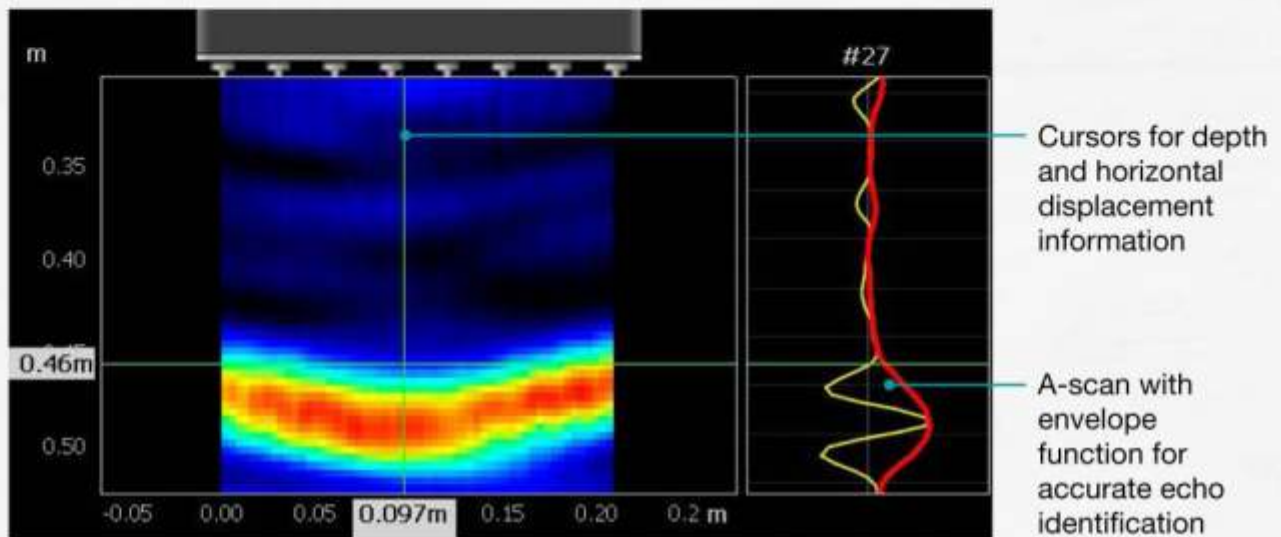 m
#27
0.35
0.40
0.46m
0.50
-0.05
0.00
0.05
0.097m
0.15
0.20
0.2 m
Cursors for depth
and horizontal
displacement
information
A-scan with
envelope
function for
accurate echo
identification